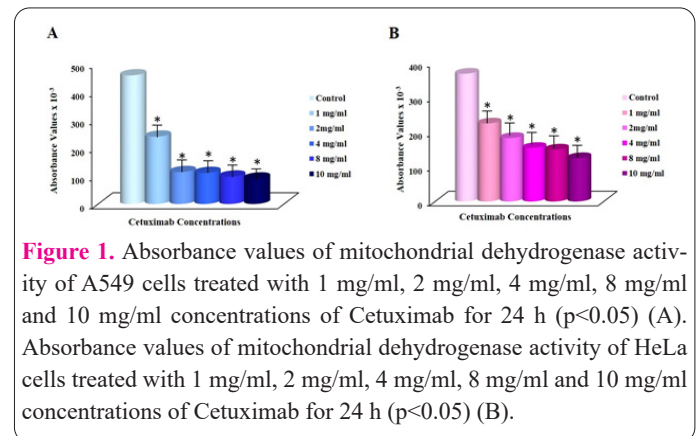 A
B
500
400
300
200
100
0
Absorbance Values x 10-3
* * * * *
Control
1 mg/ml
2mg/ml
4 mg/ml
8 mg/ml
10 mg/ml
Cetuximab Concentrations
400
300
200
100
0
Absorbance Values x 10-3
* * * * *
Control
1 mg/ml
2mg/ml
4 mg/ml
8 mg/ml
10 mg/ml
Cetuximab Concentrations
Figure 1. Absorbance values of mitochondrial dehydrogenase activ-
ity of A549 cells treated with 1 mg/ml, 2 mg/ml, 4 mg/ml, 8 mg/ml
and 10 mg/ml concentrations of Cetuximab for 24 h (p<0.05) (A).
Absorbance values of mitochondrial dehydrogenase activity of HeLa
cells treated with 1 mg/ml, 2 mg/ml, 4 mg/ml, 8 mg/ml and 10 mg/ml
concentrations of Cetuximab for 24 h (p<0.05) (B).